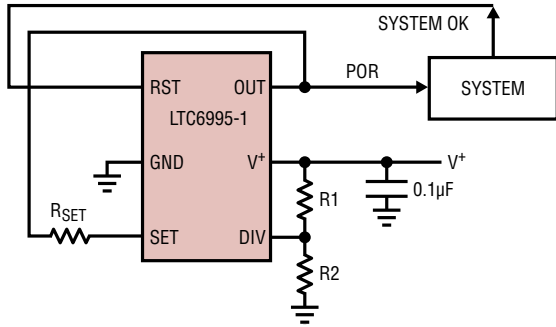 SYSTEM OK
RST
OUT
POR
SYSTEM
LTC6995-1
GND
V+
V+
R1
0.1µF
RSET
SET
DIV
R2